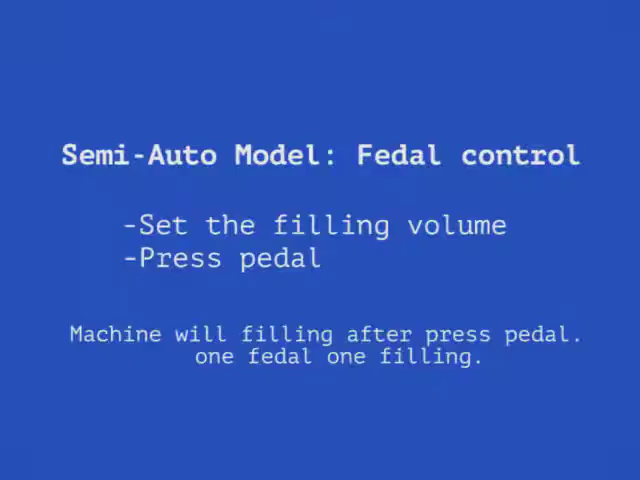 Semi-Auto Model: Fedal control
-Set the filling volume
-Press pedal
Machine will filling after press pedal.
one fedal one filling.